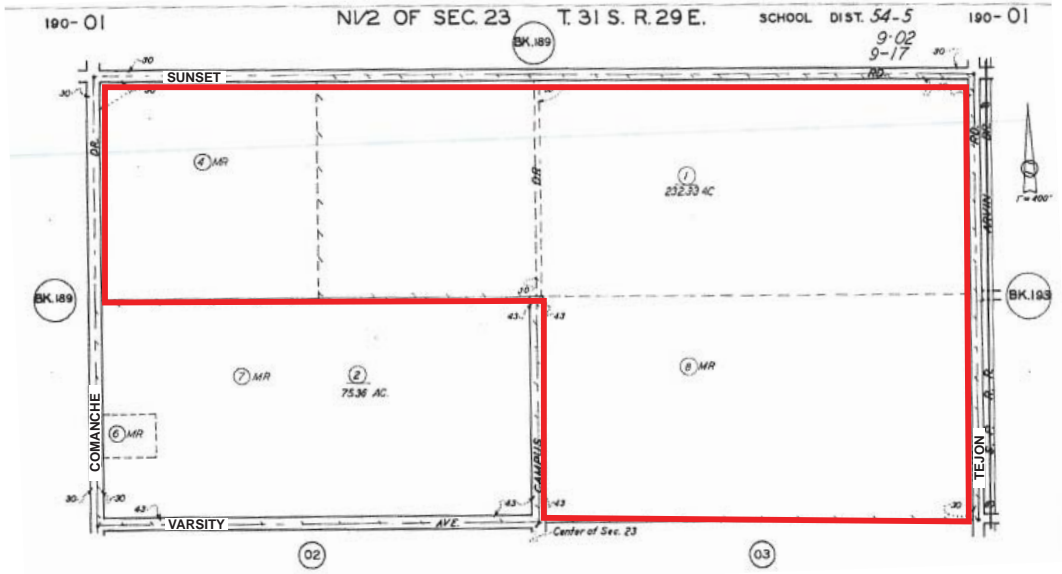 190-01
N1/2 OF SEC. 23 T. 31 S. R. 29 E.
SCHOOL DIST. 54-5
190-01
9-02
9-17
BK.189
30
30
SUNSET
RD.
30
30
DR.
DR.
RD.
DR.
4 MR
1
232.33 AC
ARVIN
1"=400'
BK.189
30
BK.193
43
43
7 MR
2
75.36 AC.
8 MR
6 MR
COMANCHE
CAMPUS
TEJON
R. R.
30
30
43
43
43
30
VARSITY
AVE.
Center of Sec. 23
02
03